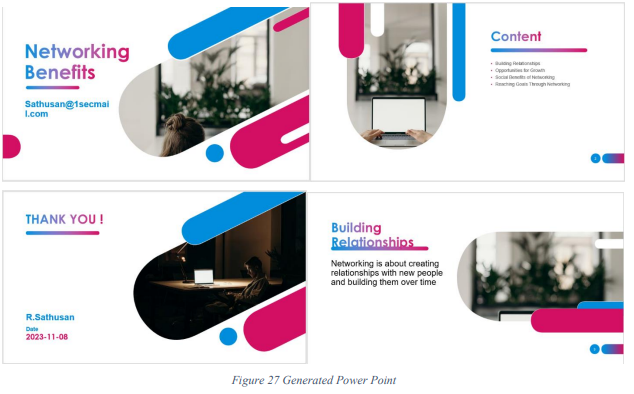 Networking
Benefits
Sathusan@1secmai
l.com
Content
• Building Relationships
• Opportunities for Growth
• Social Benefits of Networking
• Reaching Goals Through Networking
THANK YOU !
R.Sathusan
Date
2023-11-08
Building
Relationships
Networking is about creating
relationships with new people
and building them over time
Figure 27 Generated Power Point